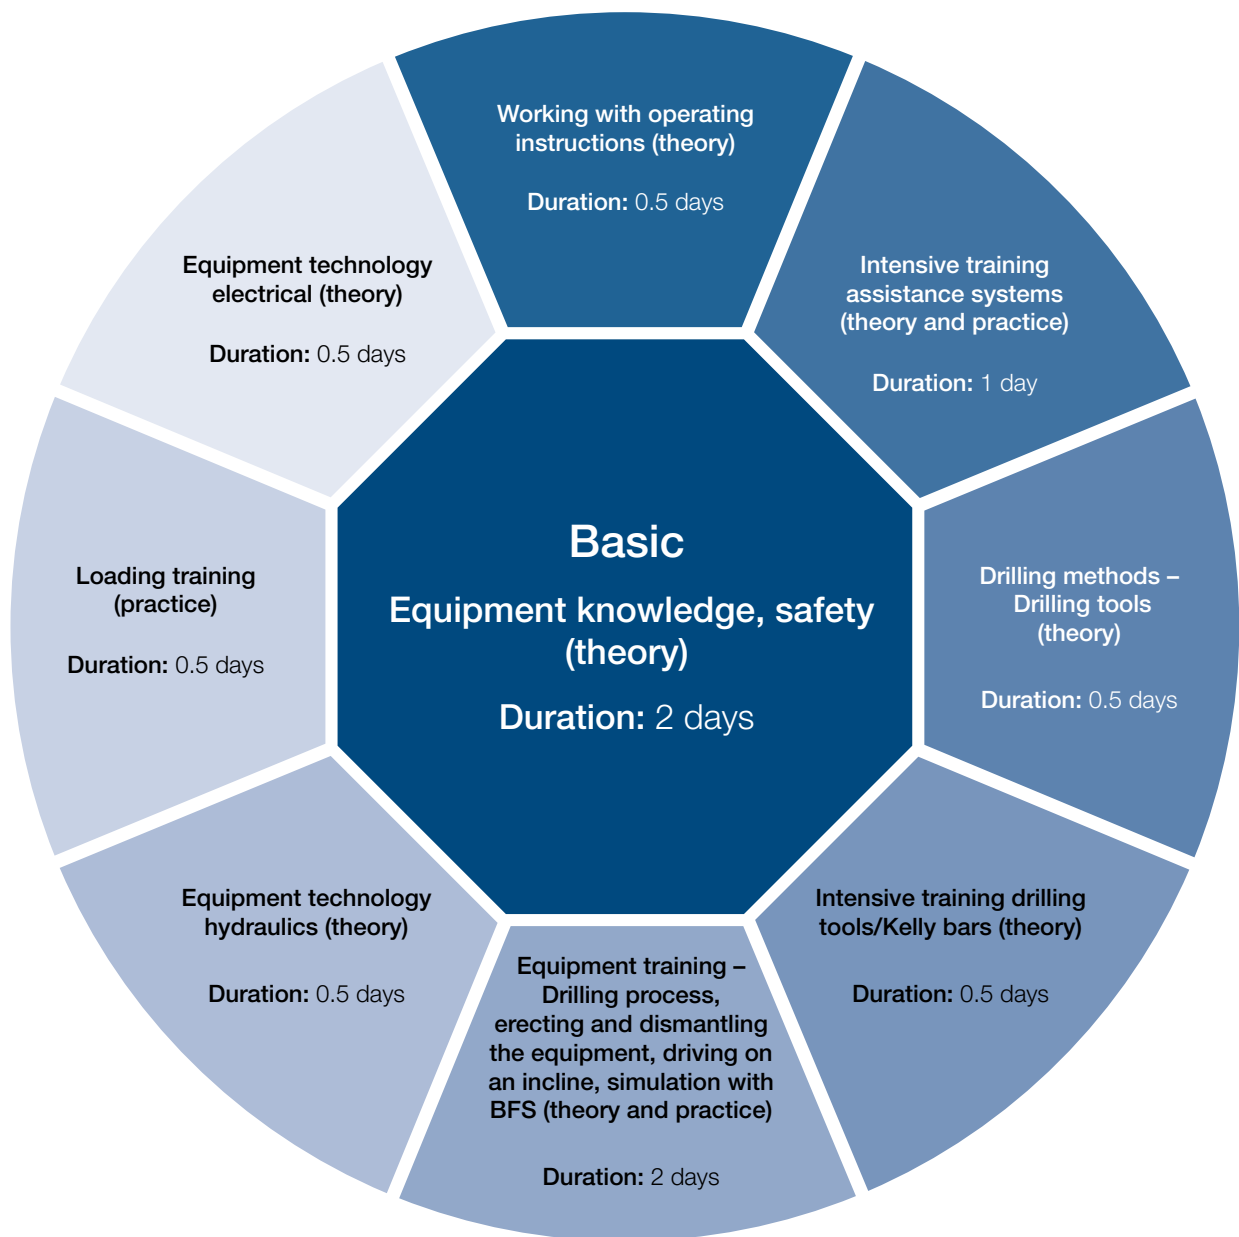 Working with operating
instructions (theory)
Duration: 0.5 days
Intensive training
assistance systems
(theory and practice)
Duration: 1 day
Drilling methods –
Drilling tools
(theory)
Duration: 0.5 days
Intensive training drilling
tools/Kelly bars (theory)
Duration: 0.5 days
Equipment training –
Drilling process,
erecting and dismantling
the equipment, driving on
an incline, simulation with
BFS (theory and practice)
Duration: 2 days
Equipment technology
hydraulics (theory)
Duration: 0.5 days
Loading training
(practice)
Duration: 0.5 days
Equipment technology
electrical (theory)
Duration: 0.5 days
Basic
Equipment knowledge, safety
(theory)
Duration: 2 days